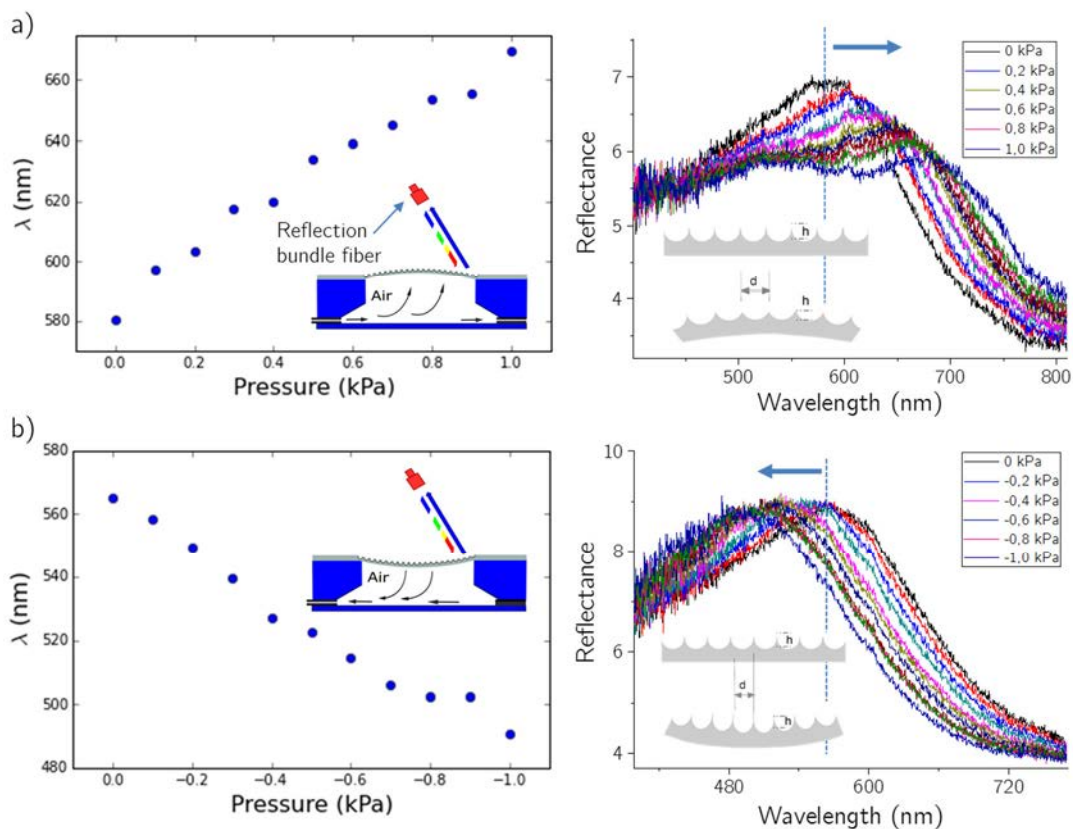 a)
λ (nm)
660
640
620
600
580
0.0 0.2 0.4 0.6 0.8 1.0
Pressure (kPa)
Reflection
bundle fiber
Air
Reflectance
7
6
5
4
500 600 700 800
Wavelength (nm)
0 kPa
0,2 kPa
0,4 kPa
0,6 kPa
0,8 kPa
1,0 kPa
h
d
h
b)
λ (nm)
580
560
540
520
500
480
0.0 −0.2 −0.4 −0.6 −0.8 −1.0
Pressure (kPa)
Air
Reflectance
10
8
6
4
480 600 720
Wavelength (nm)
0 kPa
-0,2 kPa
-0,4 kPa
-0,6 kPa
-0,8 kPa
-1,0 kPa
h
d
h